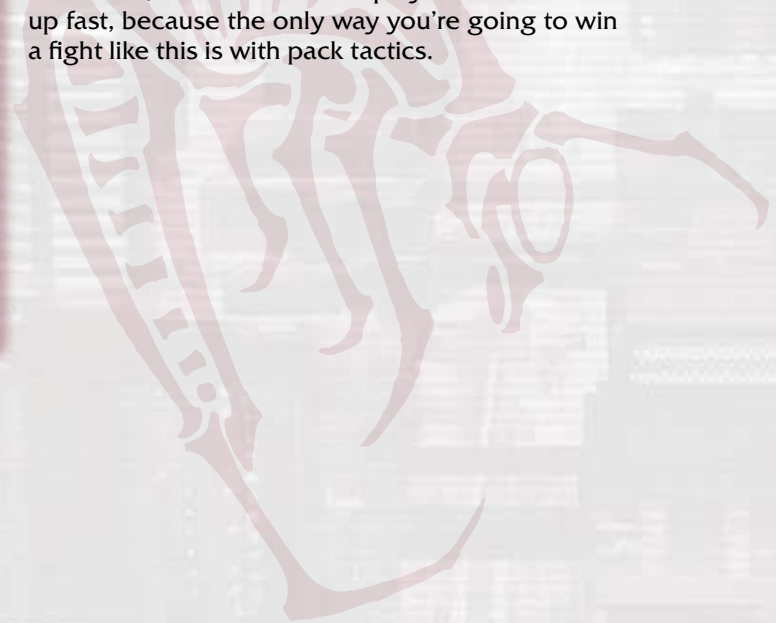 up fast, because the only way you’re going to win
a fight like this is with pack tactics.